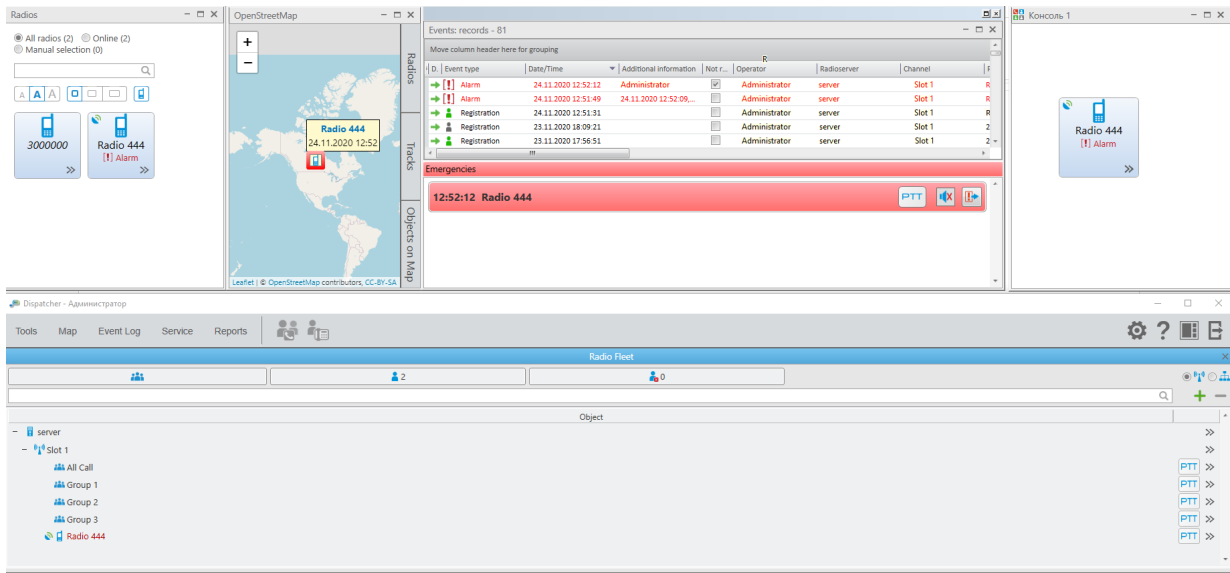 Radios
All radios (2) Online (2)
Manual selection (0)
A A A
3000000
Radio 444
[!] Alarm
OpenStreetMap
+
−
Radio 444
24.11.2020 12:52
Leaflet | © OpenStreetMap contributors, CC-BY-SA
Radios
Tracks
Objects on Map
Events: records - 81
Move column header here for grouping
D. Event type Date/Time Additional information Not r... Operator Radioserver Channel
[!] Alarm 24.11.2020 12:52:12 Administrator Administrator server Slot 1
[!] Alarm 24.11.2020 12:51:49 24.11.2020 12:52:09,... Administrator server Slot 1
Registration 24.11.2020 12:51:31 Administrator server Slot 1
Registration 23.11.2020 18:09:21 Administrator server Slot 1
Registration 23.11.2020 17:56:51 Administrator server Slot 1
Emergencies
12:52:12 Radio 444 PTT
Консоль 1
Radio 444
[!] Alarm
Dispatcher - Администратор
Tools Map Event Log Service Reports
Radio Fleet
2
0
Object
server
Slot 1
All Call PTT
Group 1 PTT
Group 2 PTT
Group 3 PTT
Radio 444 PTT